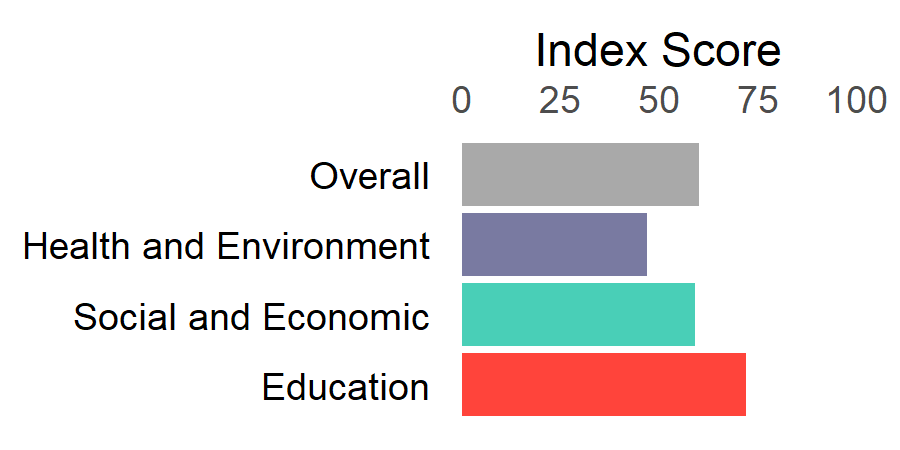 Index Score
0 25 50 75 100
Overall
Health and Environment
Social and Economic
Education